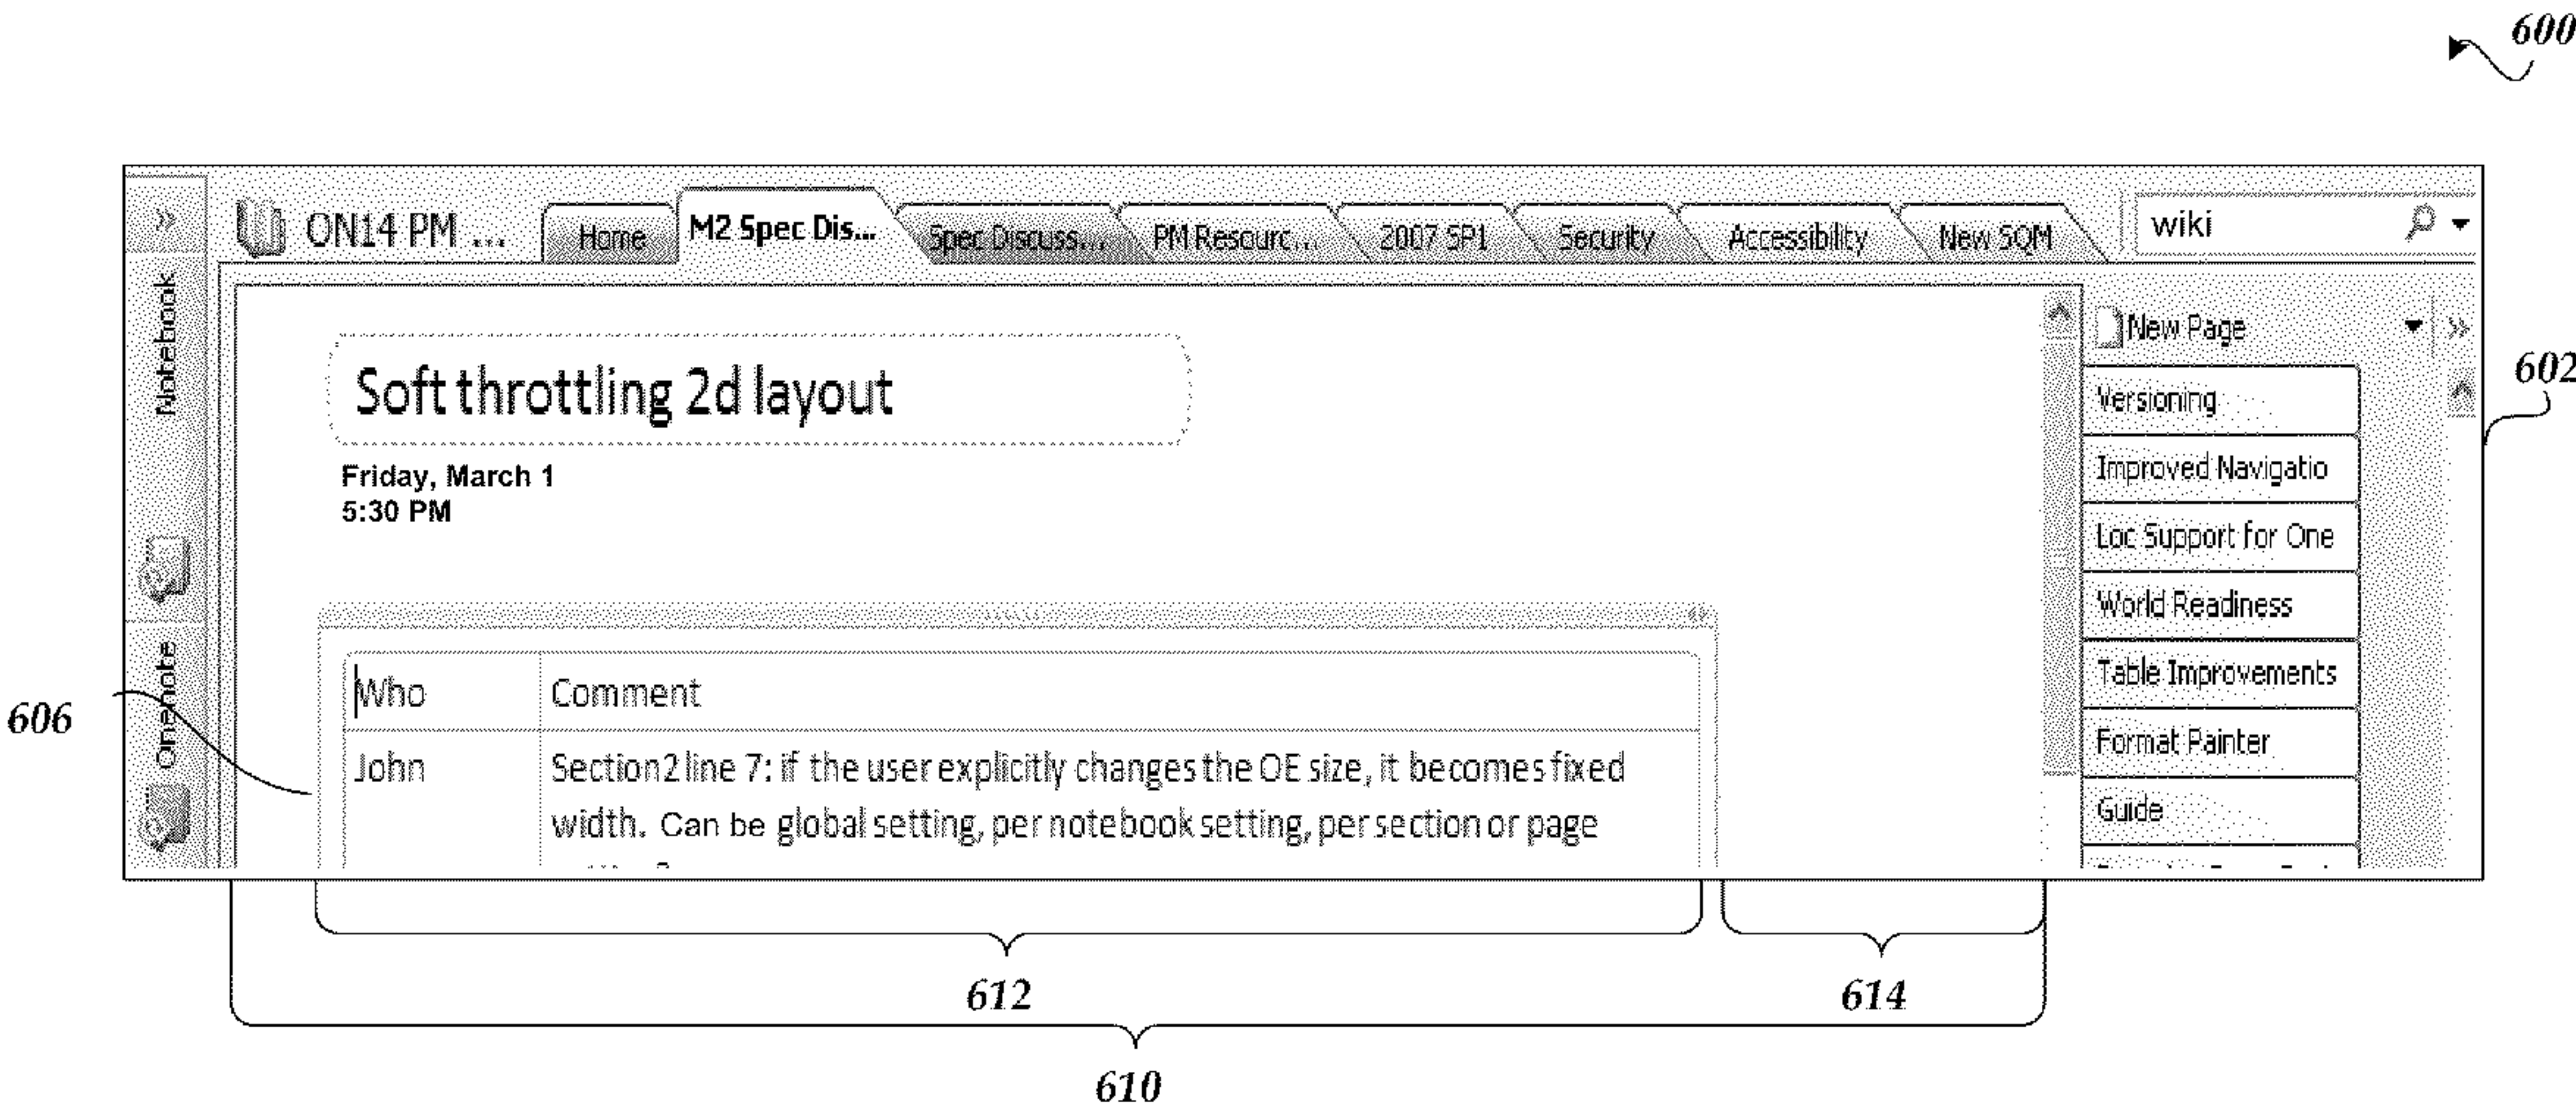 600
»
ON14 PM ...
Home
M2 Spec Dis...
Spec Discuss...
PM Resourc...
2007 SP1
Security
Accessibility
New SQM
wiki
Notebook
Onenote
Soft throttling 2d layout
Friday, March 1
5:30 PM
New Page
»
602
Versioning
Improved Navigatio
Loc Support for One
World Readiness
Table Improvements
Format Painter
Guide
606
Who Comment
John Section2 line 7: if the user explicitly changes the OE size, it becomes fixed
width. Can be global setting, per notebook setting, per section or page
612
614
610